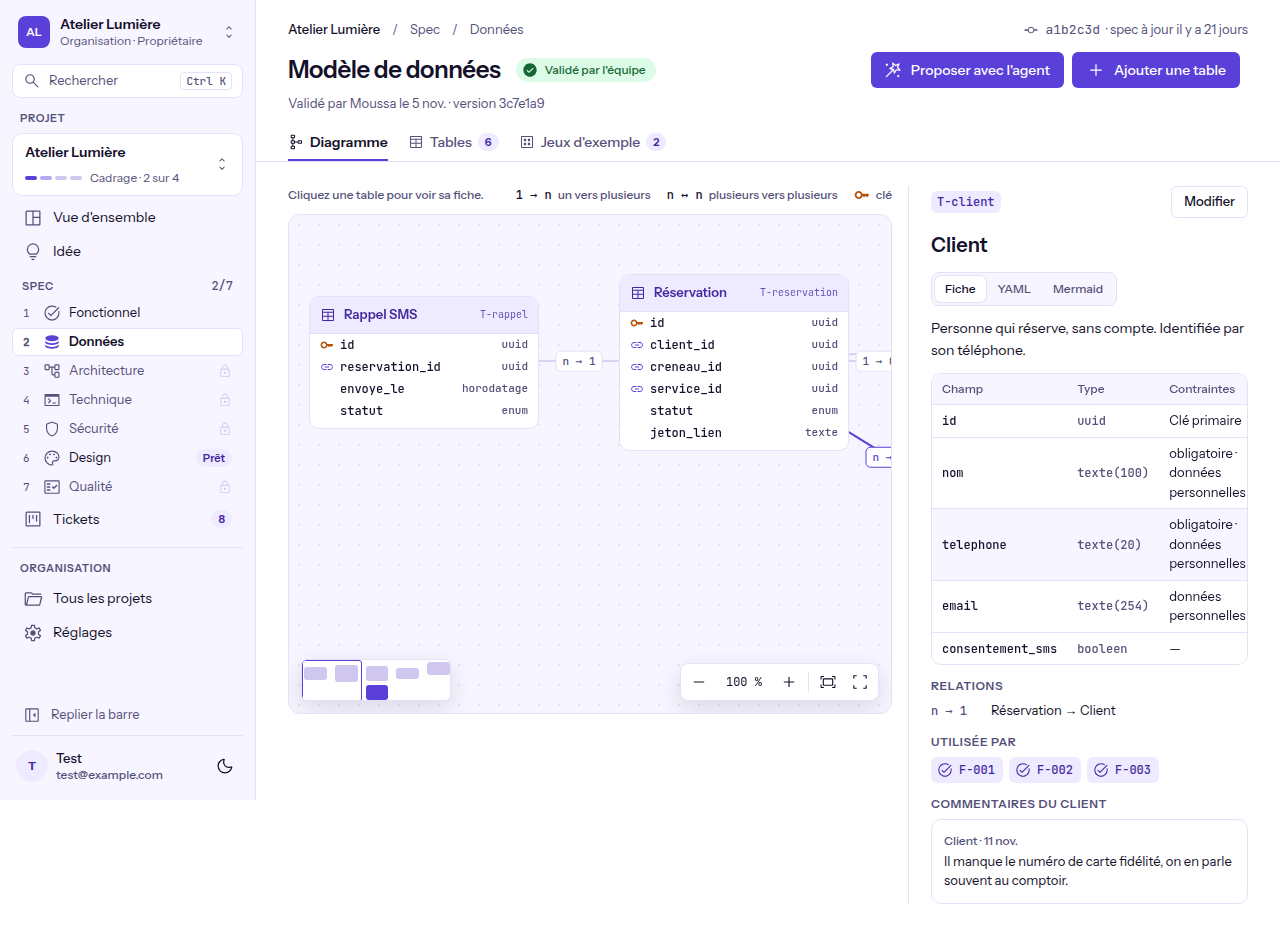 AL
Atelier Lumière
Organisation · Propriétaire
Rechercher
Ctrl K
PROJET
Atelier Lumière
Cadrage · 2 sur 4
Vue d'ensemble
Idée
SPEC 2/7
1 Fonctionnel
2 Données
3 Architecture
4 Technique
5 Sécurité
6 Design Prêt
7 Qualité
Tickets 8
ORGANISATION
Tous les projets
Réglages
Replier la barre
T
Test
test@example.com
Atelier Lumière / Spec / Données
a1b2c3d · spec à jour il y a 21 jours
Modèle de données
Validé par l'équipe
Proposer avec l'agent
Ajouter une table
Validé par Moussa le 5 nov. · version 3c7e1a9
Diagramme
Tables 6
Jeux d'exemple 2
Cliquez une table pour voir sa fiche.
1 → n un vers plusieurs
n ↔ n plusieurs vers plusieurs
clé
Rappel SMS T-rappel
id uuid
reservation_id uuid
envoye_le horodatage
statut enum
n → 1
Réservation T-reservation
id uuid
client_id uuid
creneau_id uuid
service_id uuid
statut enum
jeton_lien texte
1 →
n →
100 %
T-client
Modifier
Client
Fiche YAML Mermaid
Personne qui réserve, sans compte. Identifiée par
son téléphone.
Champ Type Contraintes
id uuid Clé primaire
nom texte(100) obligatoire ·
données
personnelles
telephone texte(20) obligatoire ·
données
personnelles
email texte(254) données
personnelles
consentement_sms booleen —
RELATIONS
n → 1 Réservation → Client
UTILISÉE PAR
F-001 F-002 F-003
COMMENTAIRES DU CLIENT
Client · 11 nov.
Il manque le numéro de carte fidélité, on en parle
souvent au comptoir.